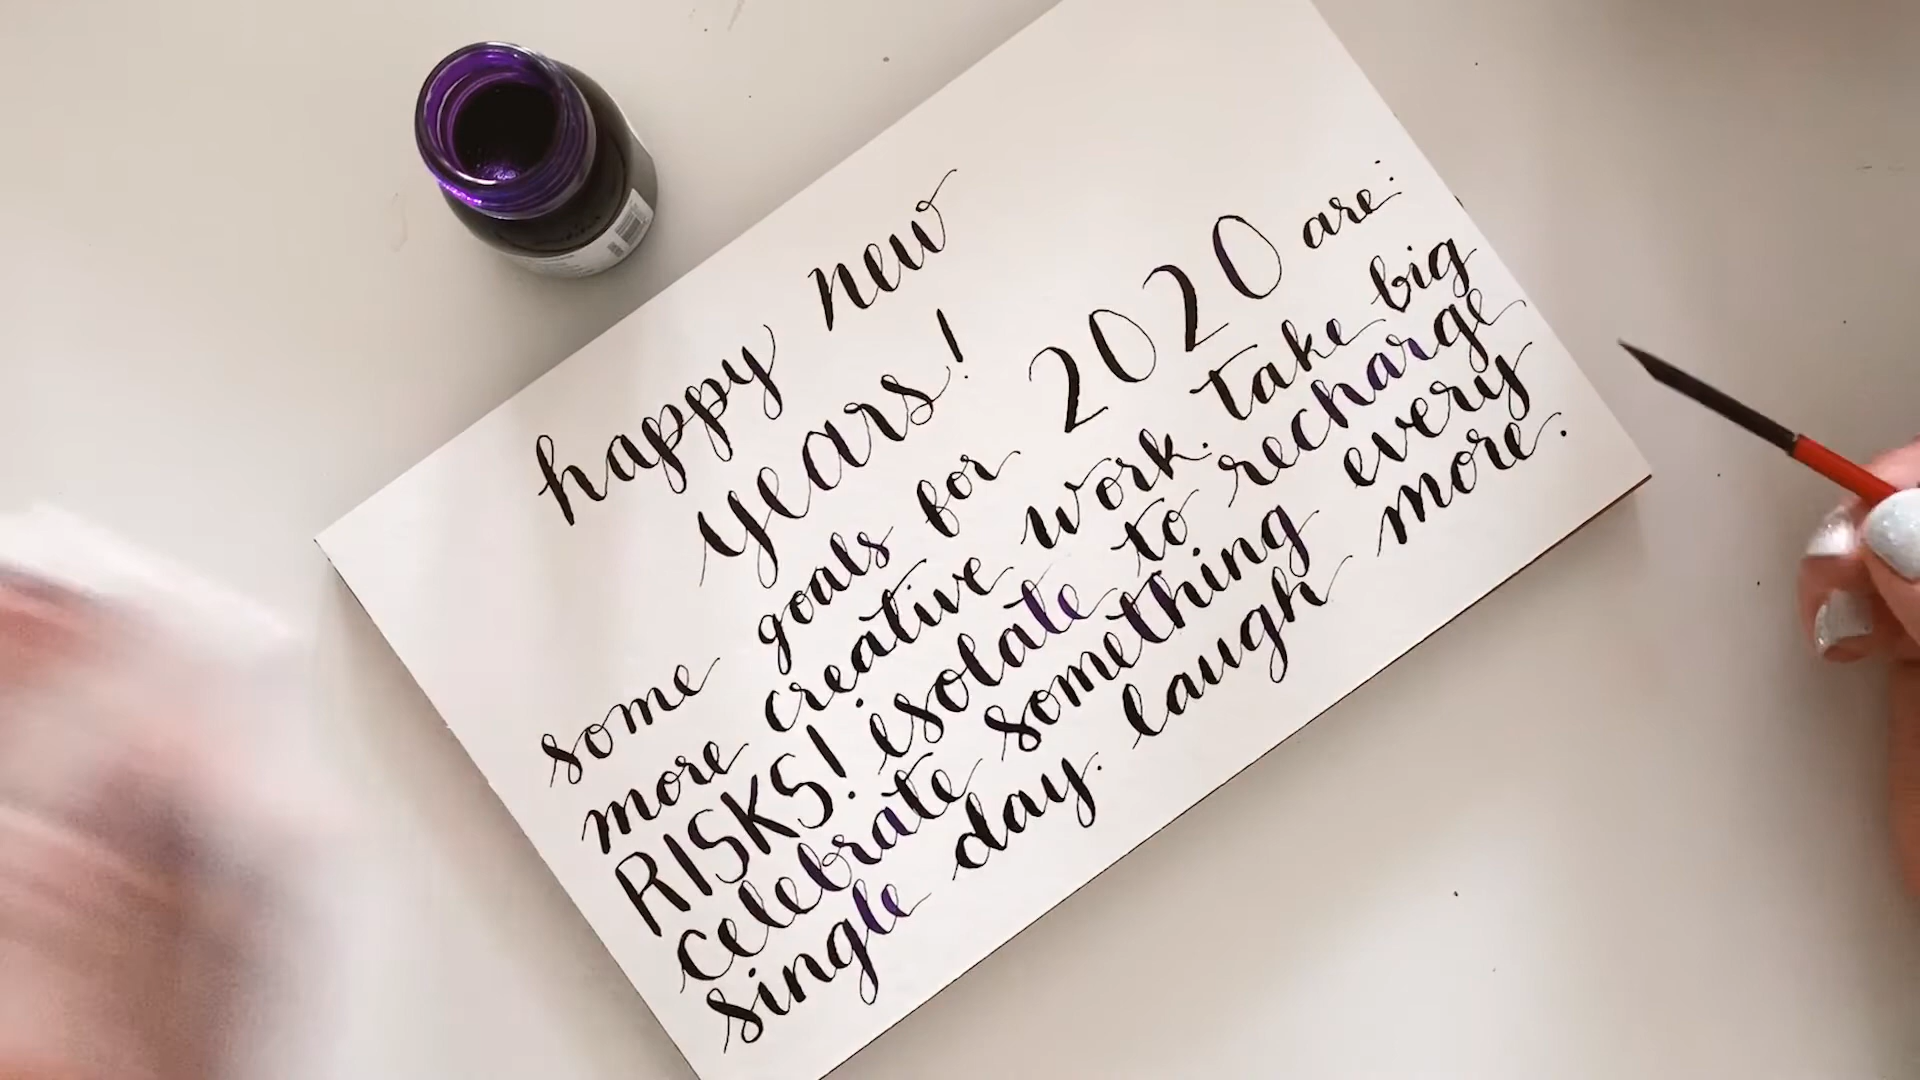 happy new
years!
some goals for 2020 are:
more creative work. take big
RISKS! isolate to recharge
celebrate something every
single day. laugh more.